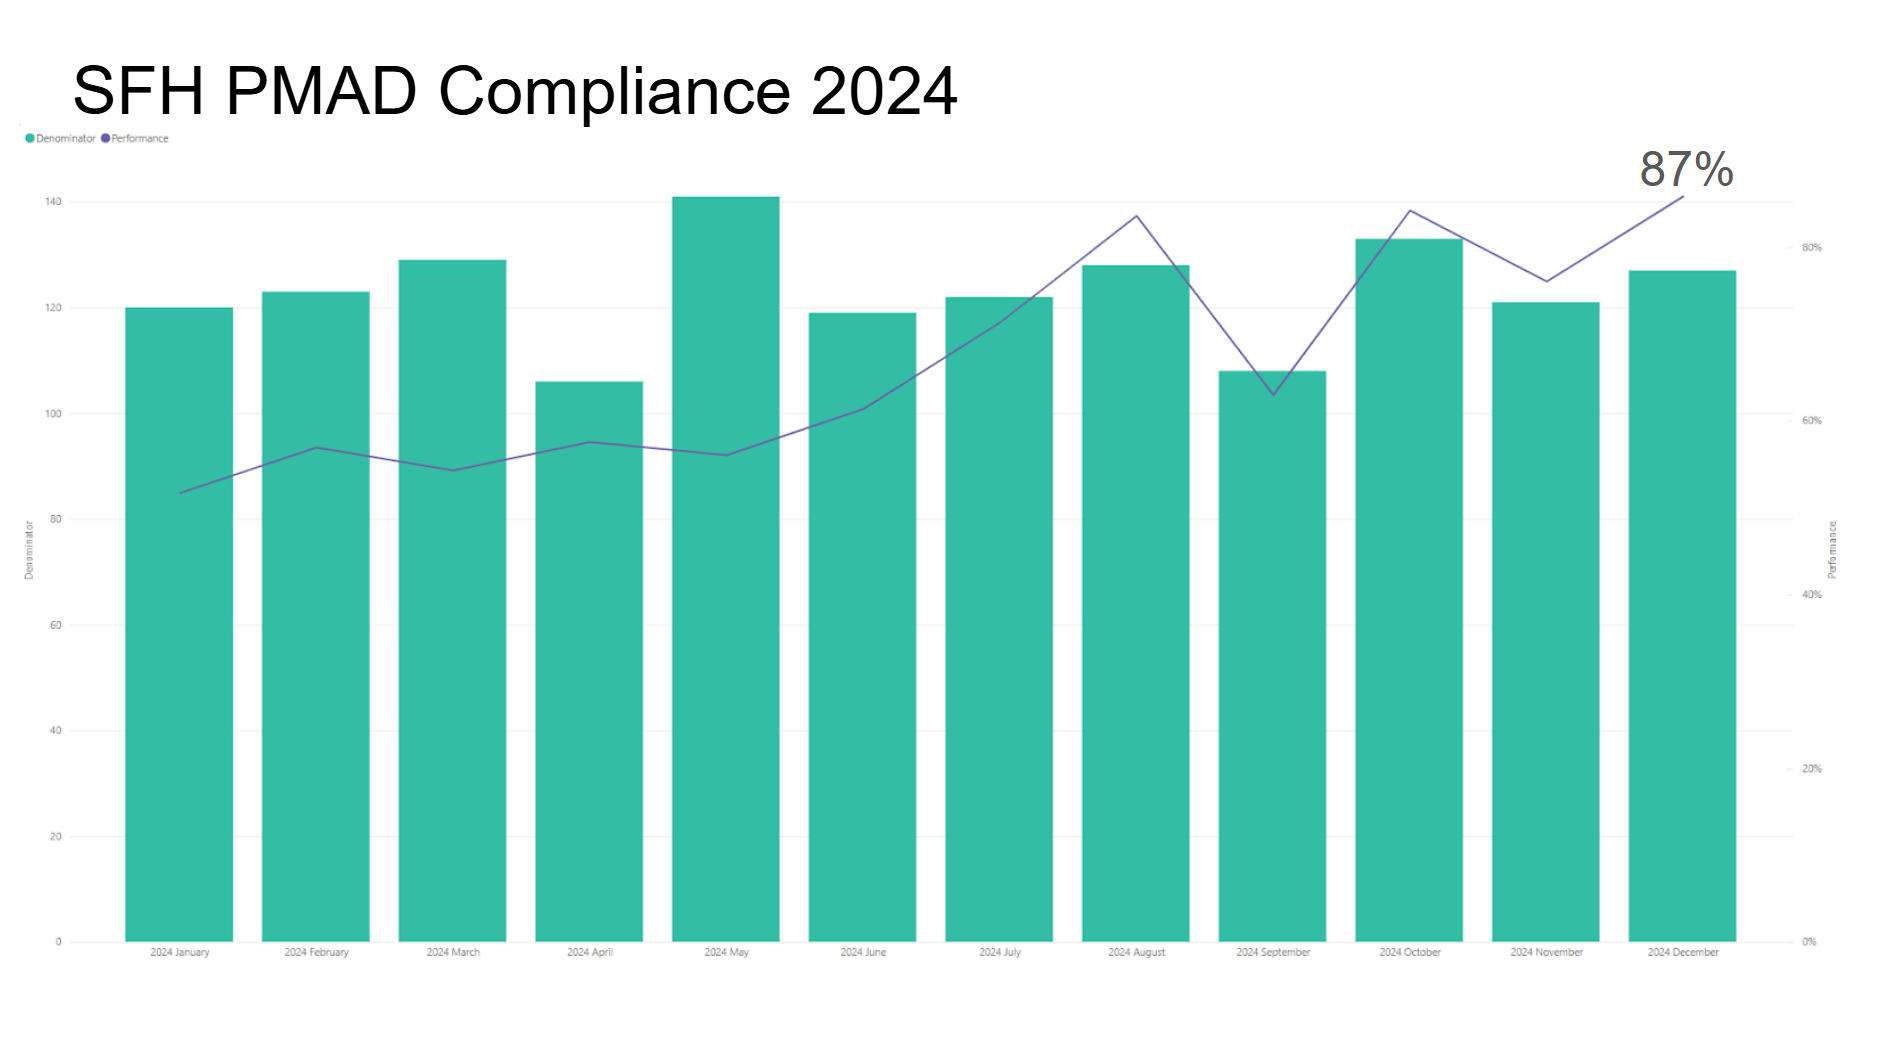 SFH PMAD Compliance 2024
Denominator Performance
87%
140
120
100
80
60
40
20
0
Denominator
80%
60%
40%
20%
0%
Performance
2024 January 2024 February 2024 March 2024 April 2024 May 2024 June 2024 July 2024 August 2024 September 2024 October 2024 November 2024 December